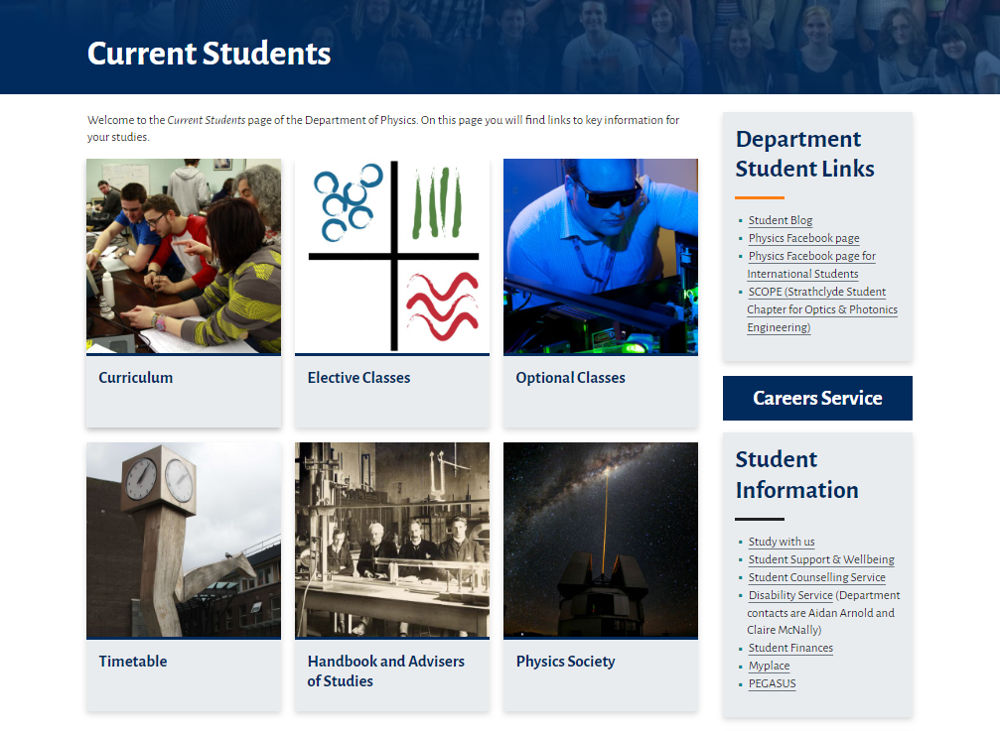 Current Students
Welcome to the Current Students page of the Department of Physics. On this page you will find links to key information for
your studies.
Curriculum
Elective Classes
Optional Classes
Timetable
Handbook and Advisers
of Studies
Physics Society
Department
Student Links
Student Blog
Physics Facebook page
Physics Facebook page for
International Students
SCOPE (Strathclyde Student
Chapter for Optics & Photonics
Engineering)
Careers Service
Student
Information
Study with us
Student Support & Wellbeing
Student Counselling Service
Disability Service (Department
contacts are Aidan Arnold and
Claire McNally)
Student Finances
Myplace
PEGASUS